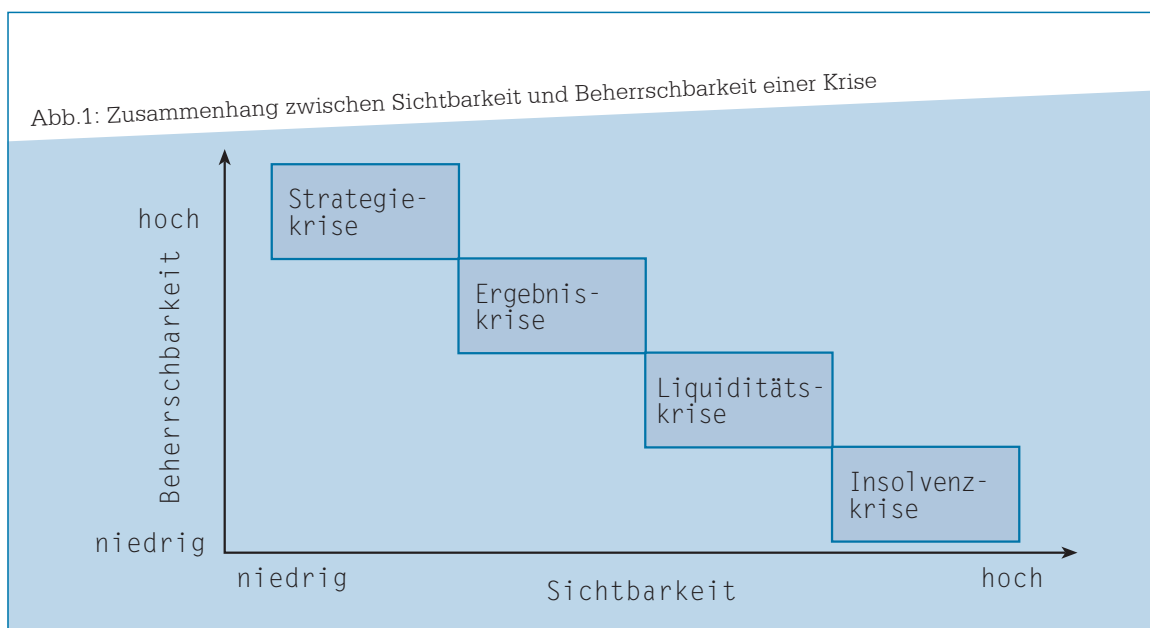 Abb.1: Zusammenhang zwischen Sichtbarkeit und Beherrschbarkeit einer Krise
hoch
Beherrschbarkeit
niedrig
Strategie-
krise
Ergebnis-
krise
Liquiditäts-
krise
Insolvenz-
krise
niedrig
Sichtbarkeit
hoch